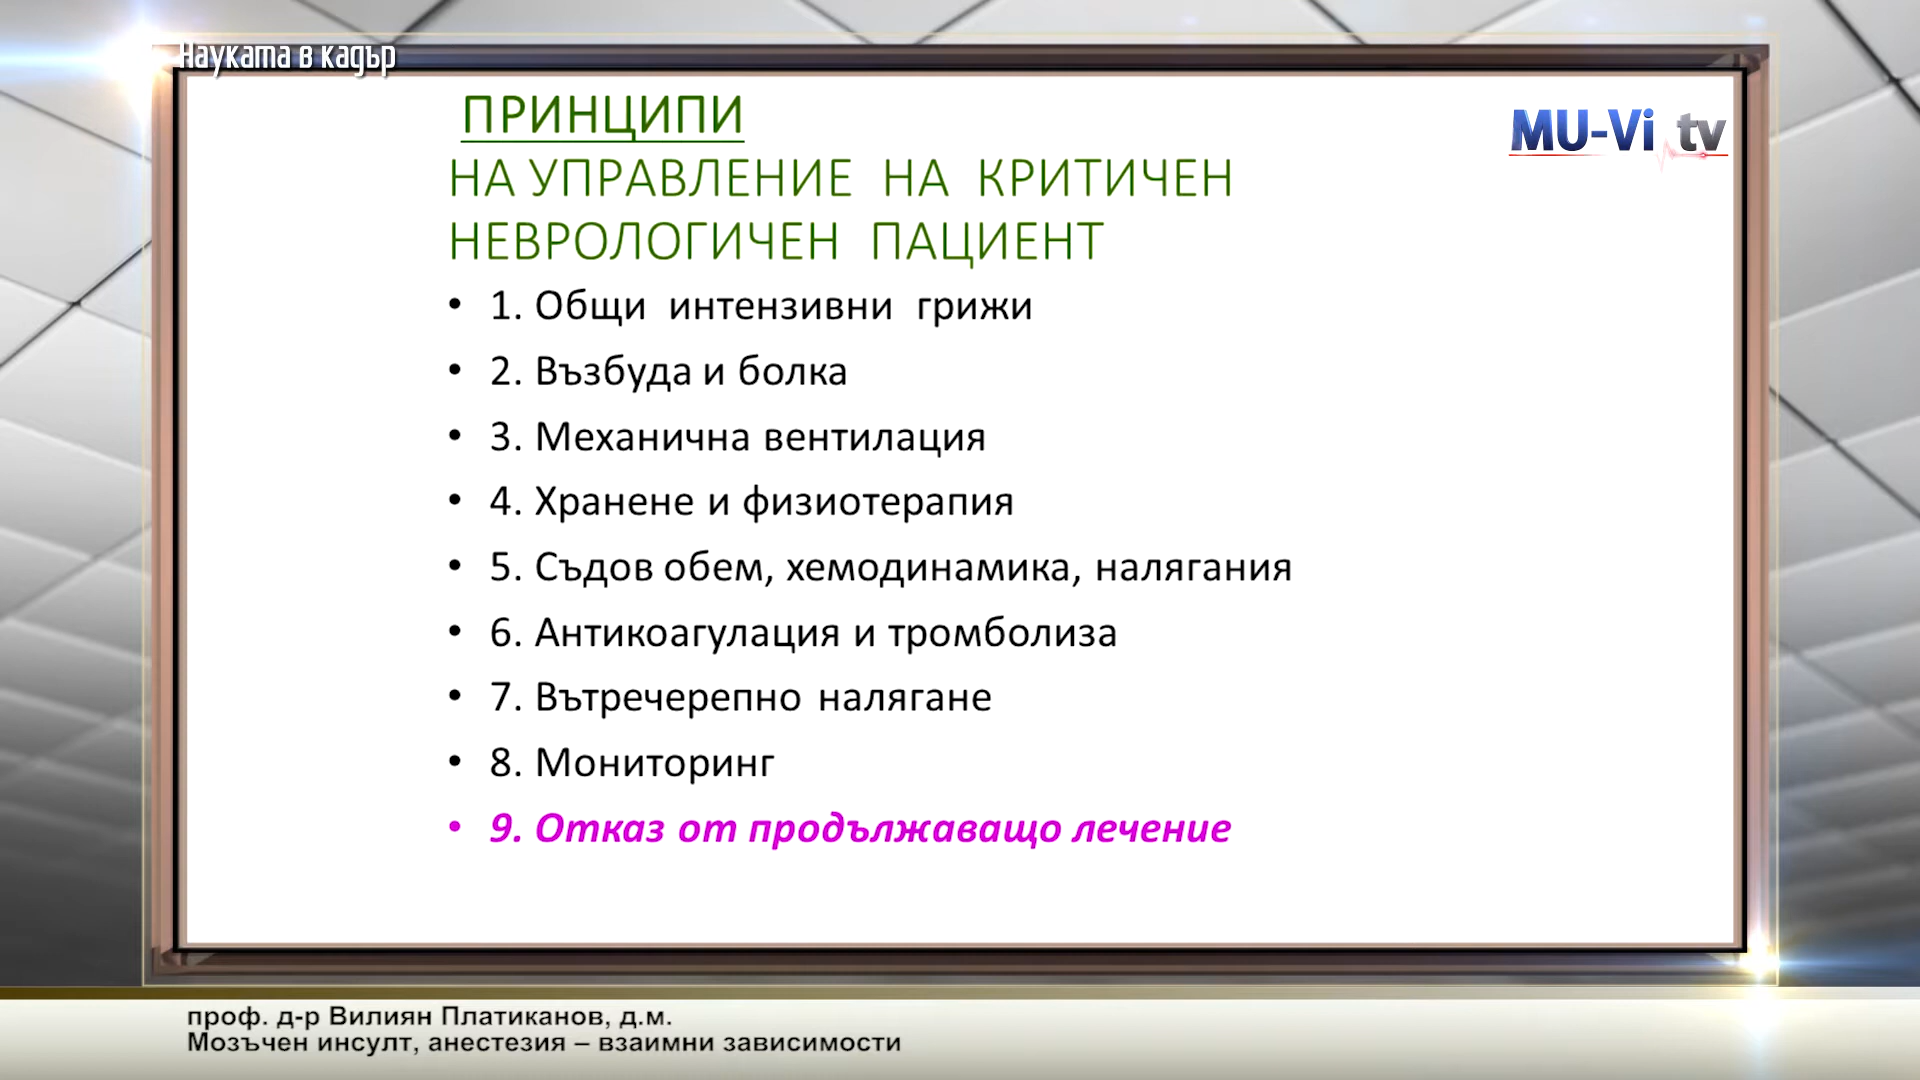 Науката в кадър
MU-Vi tv
ПРИНЦИПИ
НА УПРАВЛЕНИЕ НА КРИТИЧЕН
НЕВРОЛОГИЧЕН ПАЦИЕНТ
• 1. Общи интензивни грижи
• 2. Възбуда и болка
• 3. Механична вентилация
• 4. Хранене и физиотерапия
• 5. Съдов обем, хемодинамика, налягания
• 6. Антикоагулация и тромболиза
• 7. Вътречерепно налягане
• 8. Мониторинг
• 9. Отказ от продължаващо лечение
проф. д-р Вилиян Платиканов, д.м.
Мозъчен инсулт, анестезия – взаимни зависимости